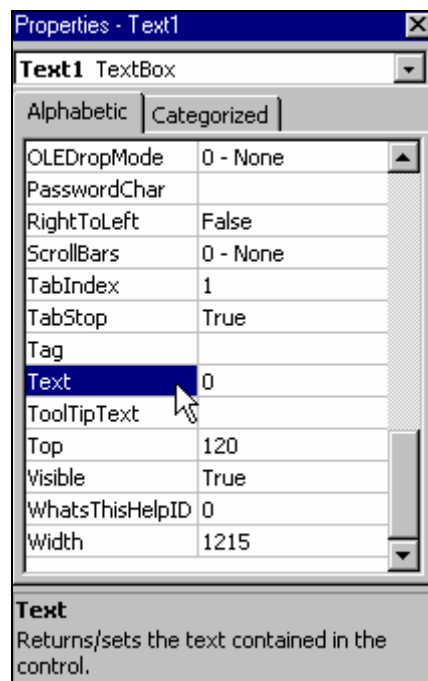 Properties - Text1
Text1 TextBox
Alphabetic Categorized
OLEDropMode 0 - None
PasswordChar
RightToLeft False
ScrollBars 0 - None
TabIndex 1
TabStop True
Tag
Text 0
ToolTipText
Top 120
Visible True
WhatsThisHelpID 0
Width 1215
Text
Returns/sets the text contained in the
control.